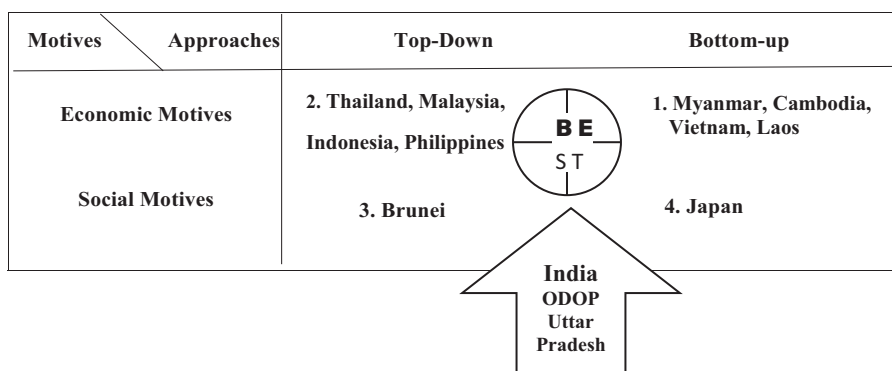 Motives Approaches Top-Down Bottom-up
Economic Motives
2. Thailand, Malaysia,
Indonesia, Philippines
B E
S T
1. Myanmar, Cambodia,
Vietnam, Laos
Social Motives
3. Brunei
4. Japan
India
ODOP
Uttar
Pradesh